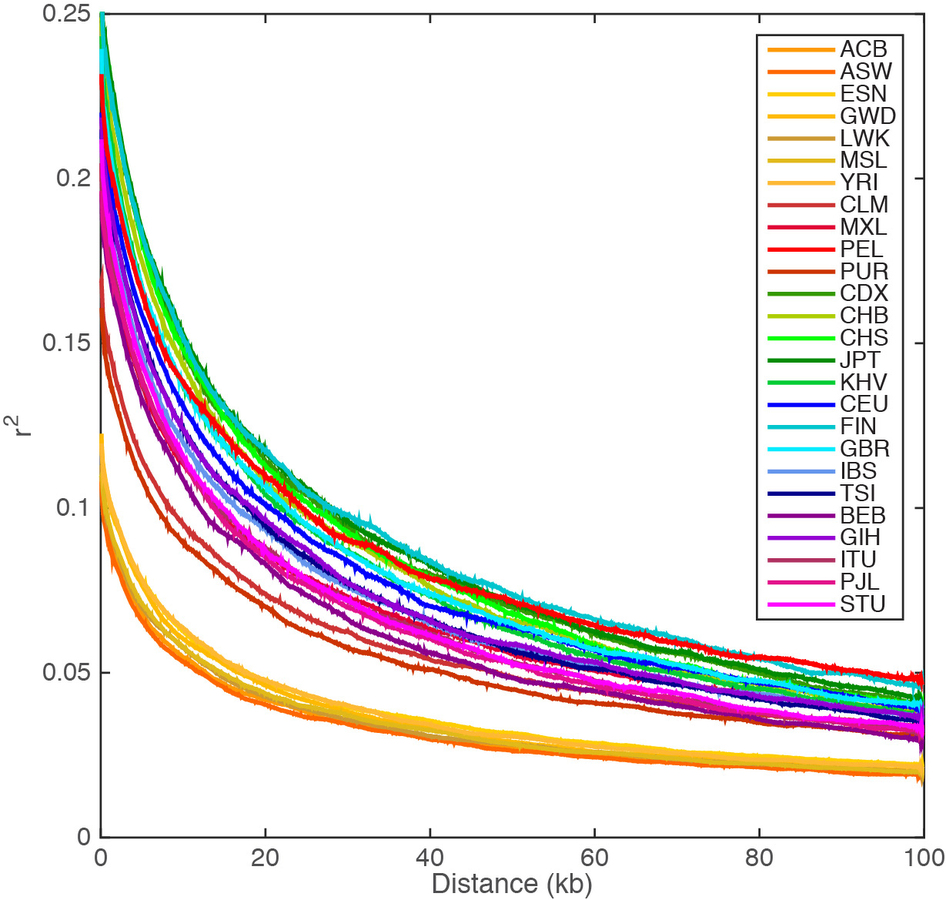 0.25
0.2
0.15
0.1
0.05
0
r2
0 20 40 60 80 100
Distance (kb)
ACB
ASW
ESN
GWD
LWK
MSL
YRI
CLM
MXL
PEL
PUR
CDX
CHB
CHS
JPT
KHV
CEU
FIN
GBR
IBS
TSI
BEB
GIH
ITU
PJL
STU